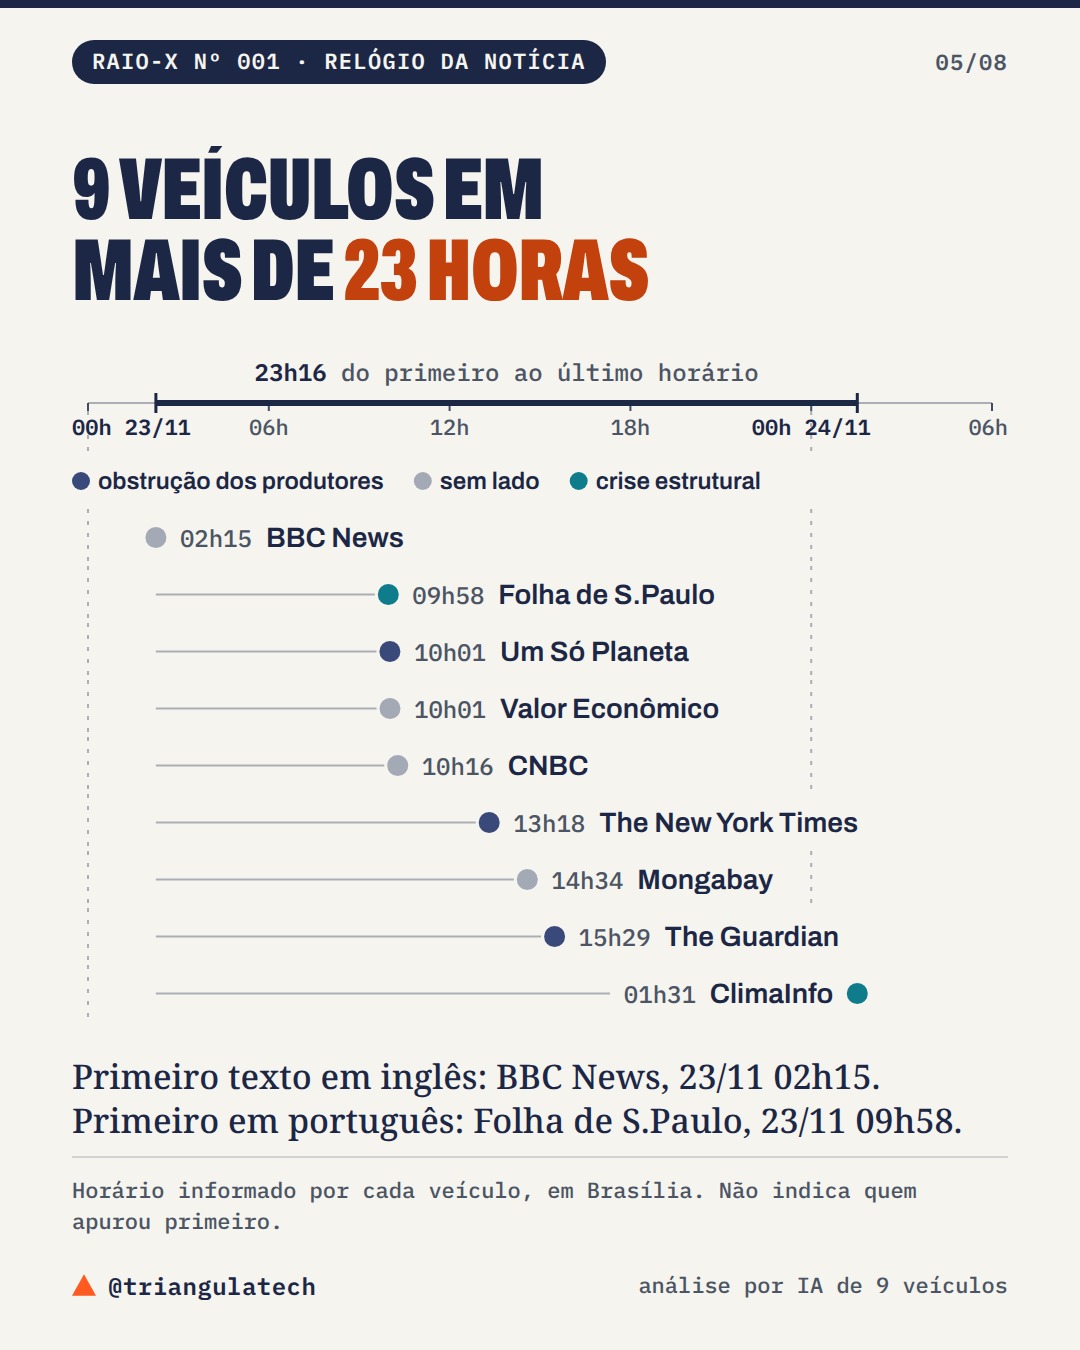 RAIO-X Nº 001 · RELÓGIO DA NOTÍCIA
05/08
9 VEÍCULOS EM
MAIS DE 23 HORAS
23h16 do primeiro ao último horário
00h 23/11 06h 12h 18h 00h 24/11 06h
obstrução dos produtores sem lado crise estrutural
02h15 BBC News
09h58 Folha de S.Paulo
10h01 Um Só Planeta
10h01 Valor Econômico
10h16 CNBC
13h18 The New York Times
14h34 Mongabay
15h29 The Guardian
01h31 ClimaInfo
Primeiro texto em inglês: BBC News, 23/11 02h15.
Primeiro em português: Folha de S.Paulo, 23/11 09h58.
Horário informado por cada veículo, em Brasília. Não indica quem
apurou primeiro.
@triangulatech
análise por IA de 9 veículos